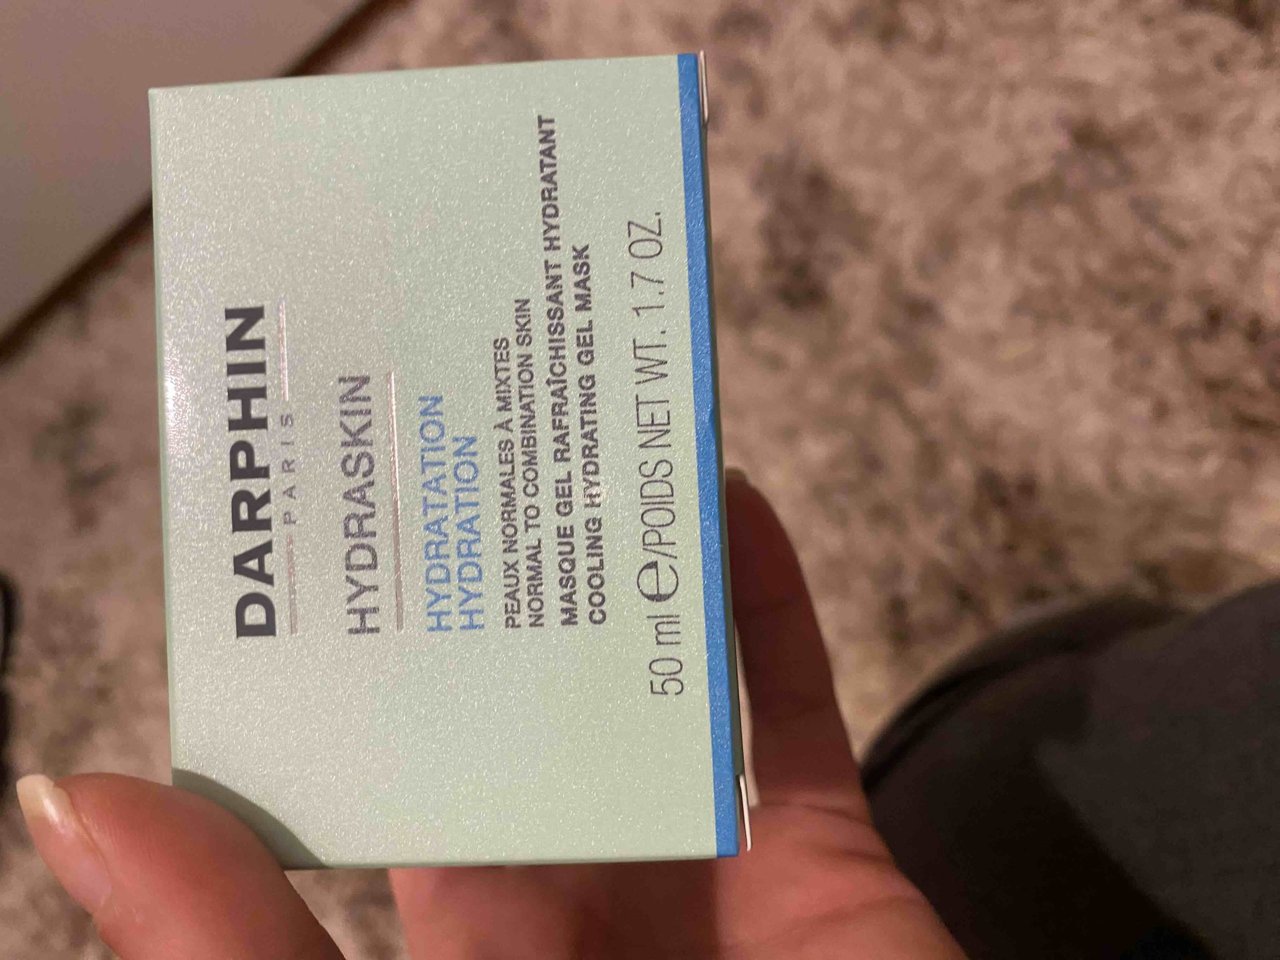 DARPHIN
PARIS
HYDRASKIN
HYDRATATION
HYDRATION
PEAUX NORMALES À MIXTES
NORMAL TO COMBINATION SKIN
MASQUE GEL RAFRAÎCHISSANT HYDRATANT
COOLING HYDRATING GEL MASK
50 ml ℮/POIDS NET WT. 1.7 OZ.